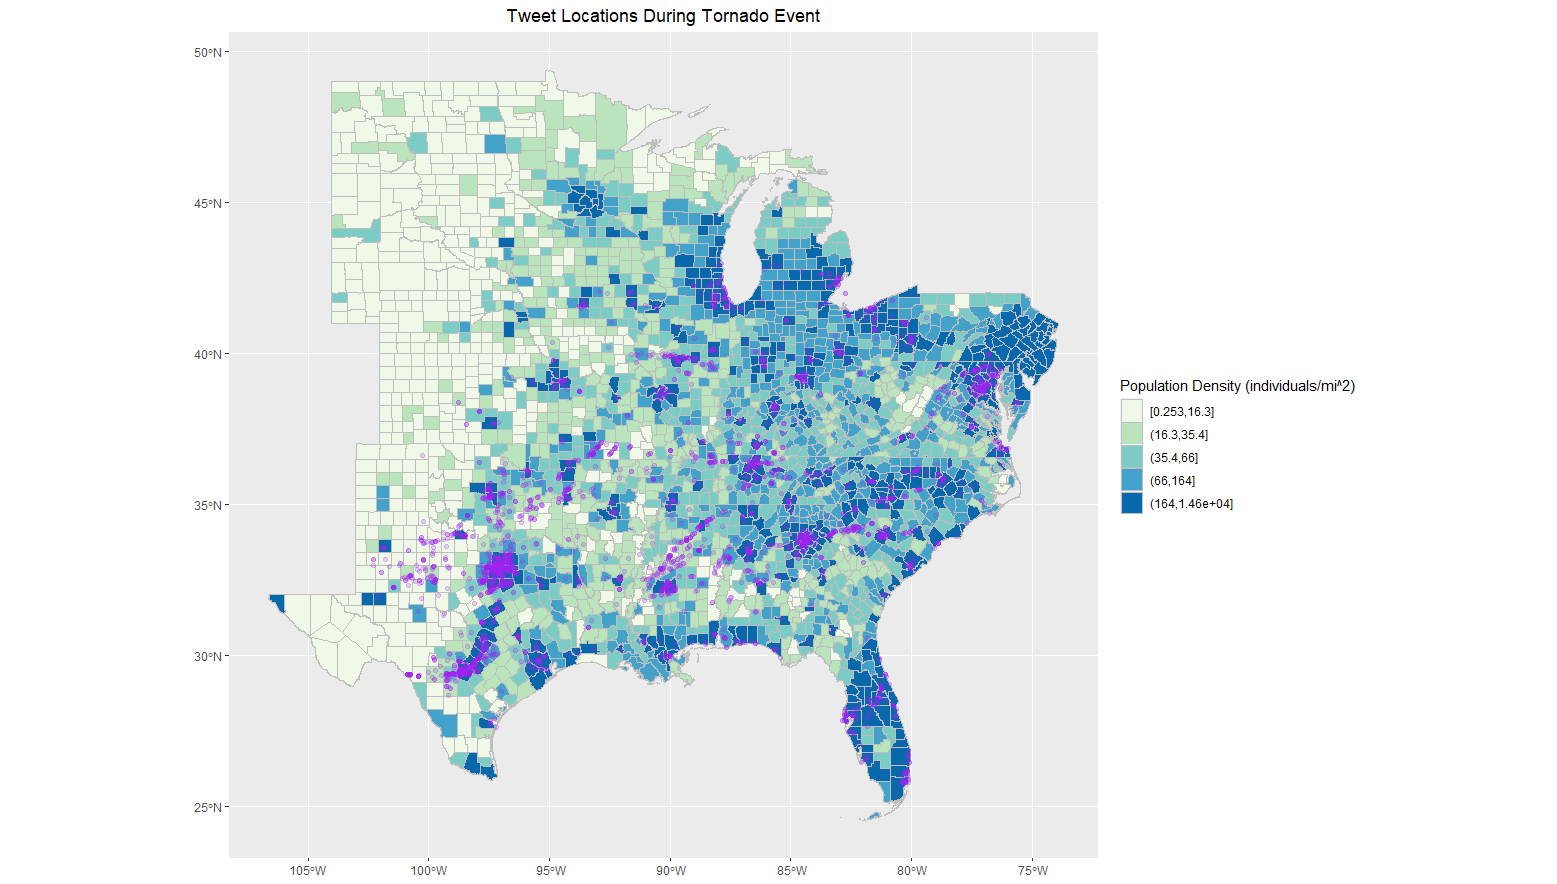 Tweet Locations During Tornado Event
50°N
45°N
40°N
35°N
30°N
25°N
105°W
100°W
95°W
90°W
85°W
80°W
75°W
Population Density (individuals/mi^2)
[0.253,16.3]
(16.3,35.4]
(35.4,66]
(66,164]
(164,1.46e+04]